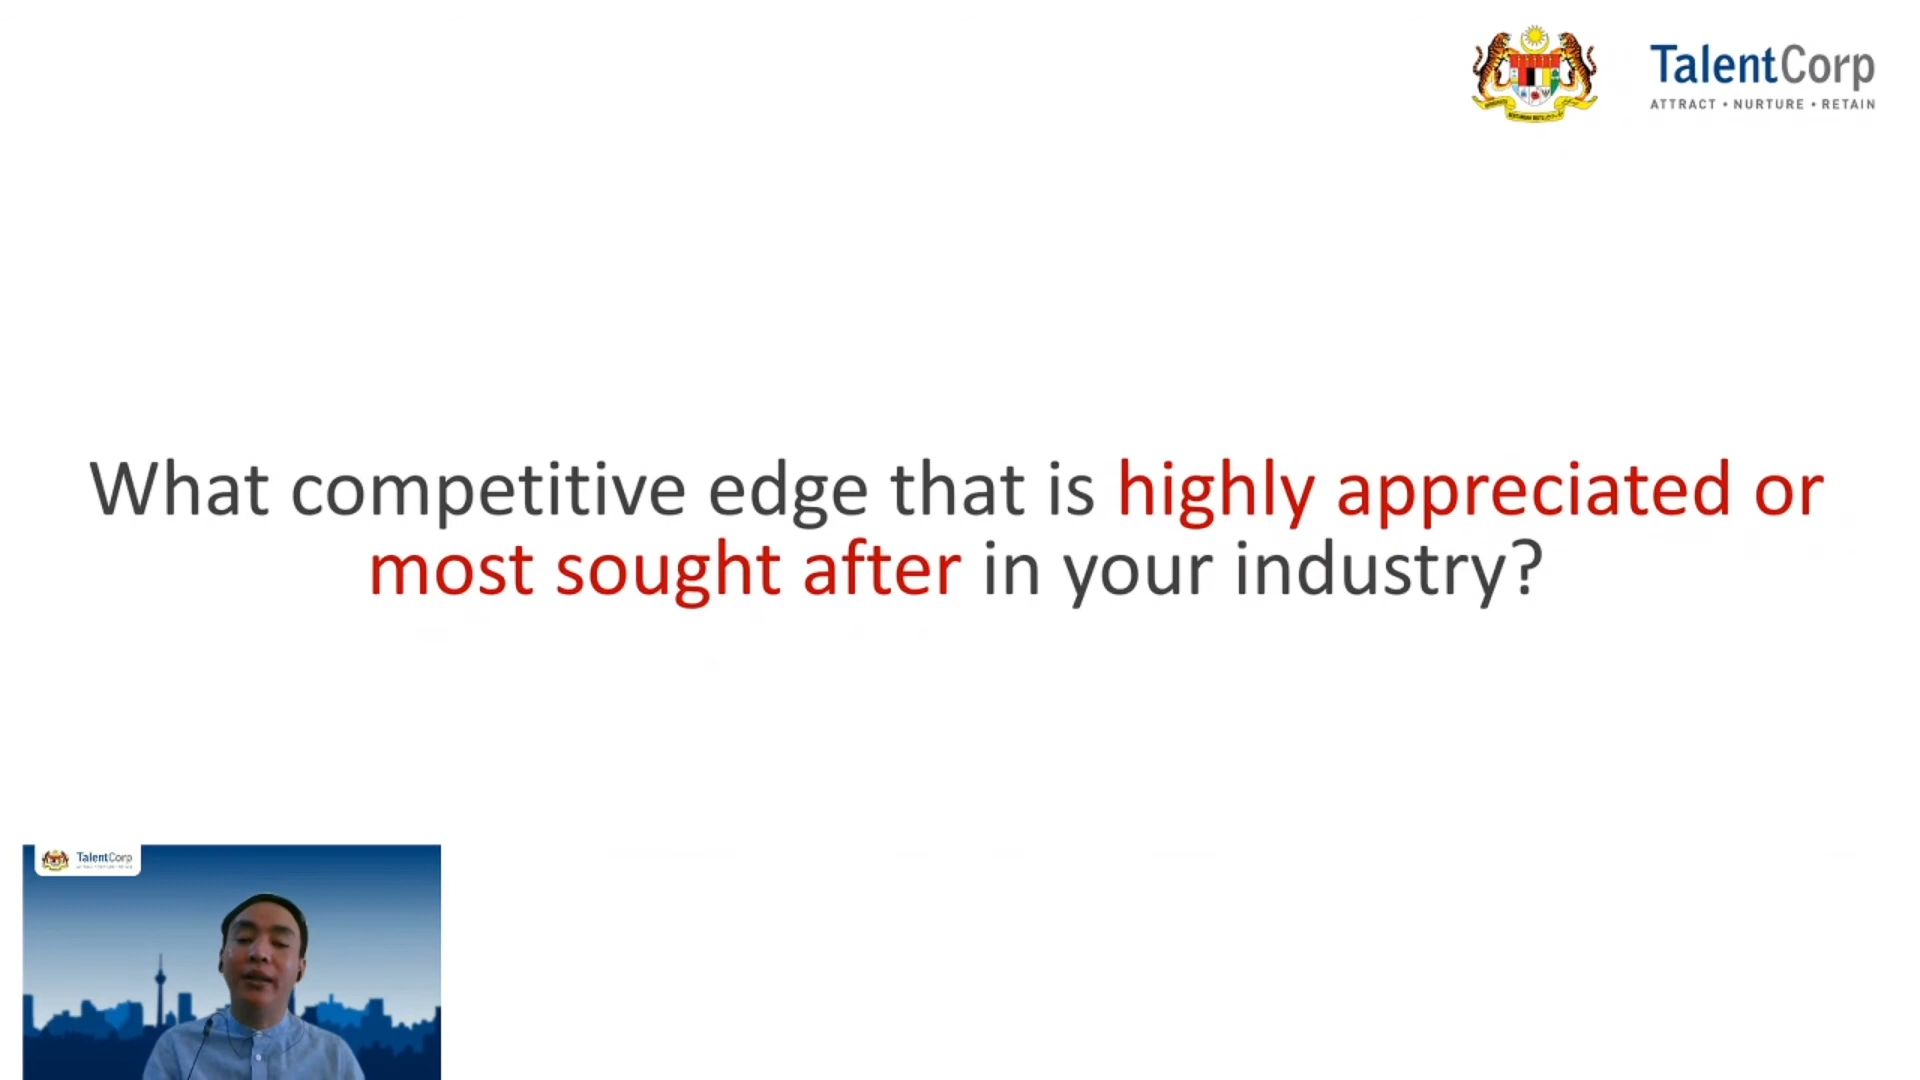 TalentCorp
ATTRACT • NURTURE • RETAIN
What competitive edge that is highly appreciated or
most sought after in your industry?
TalentCorp